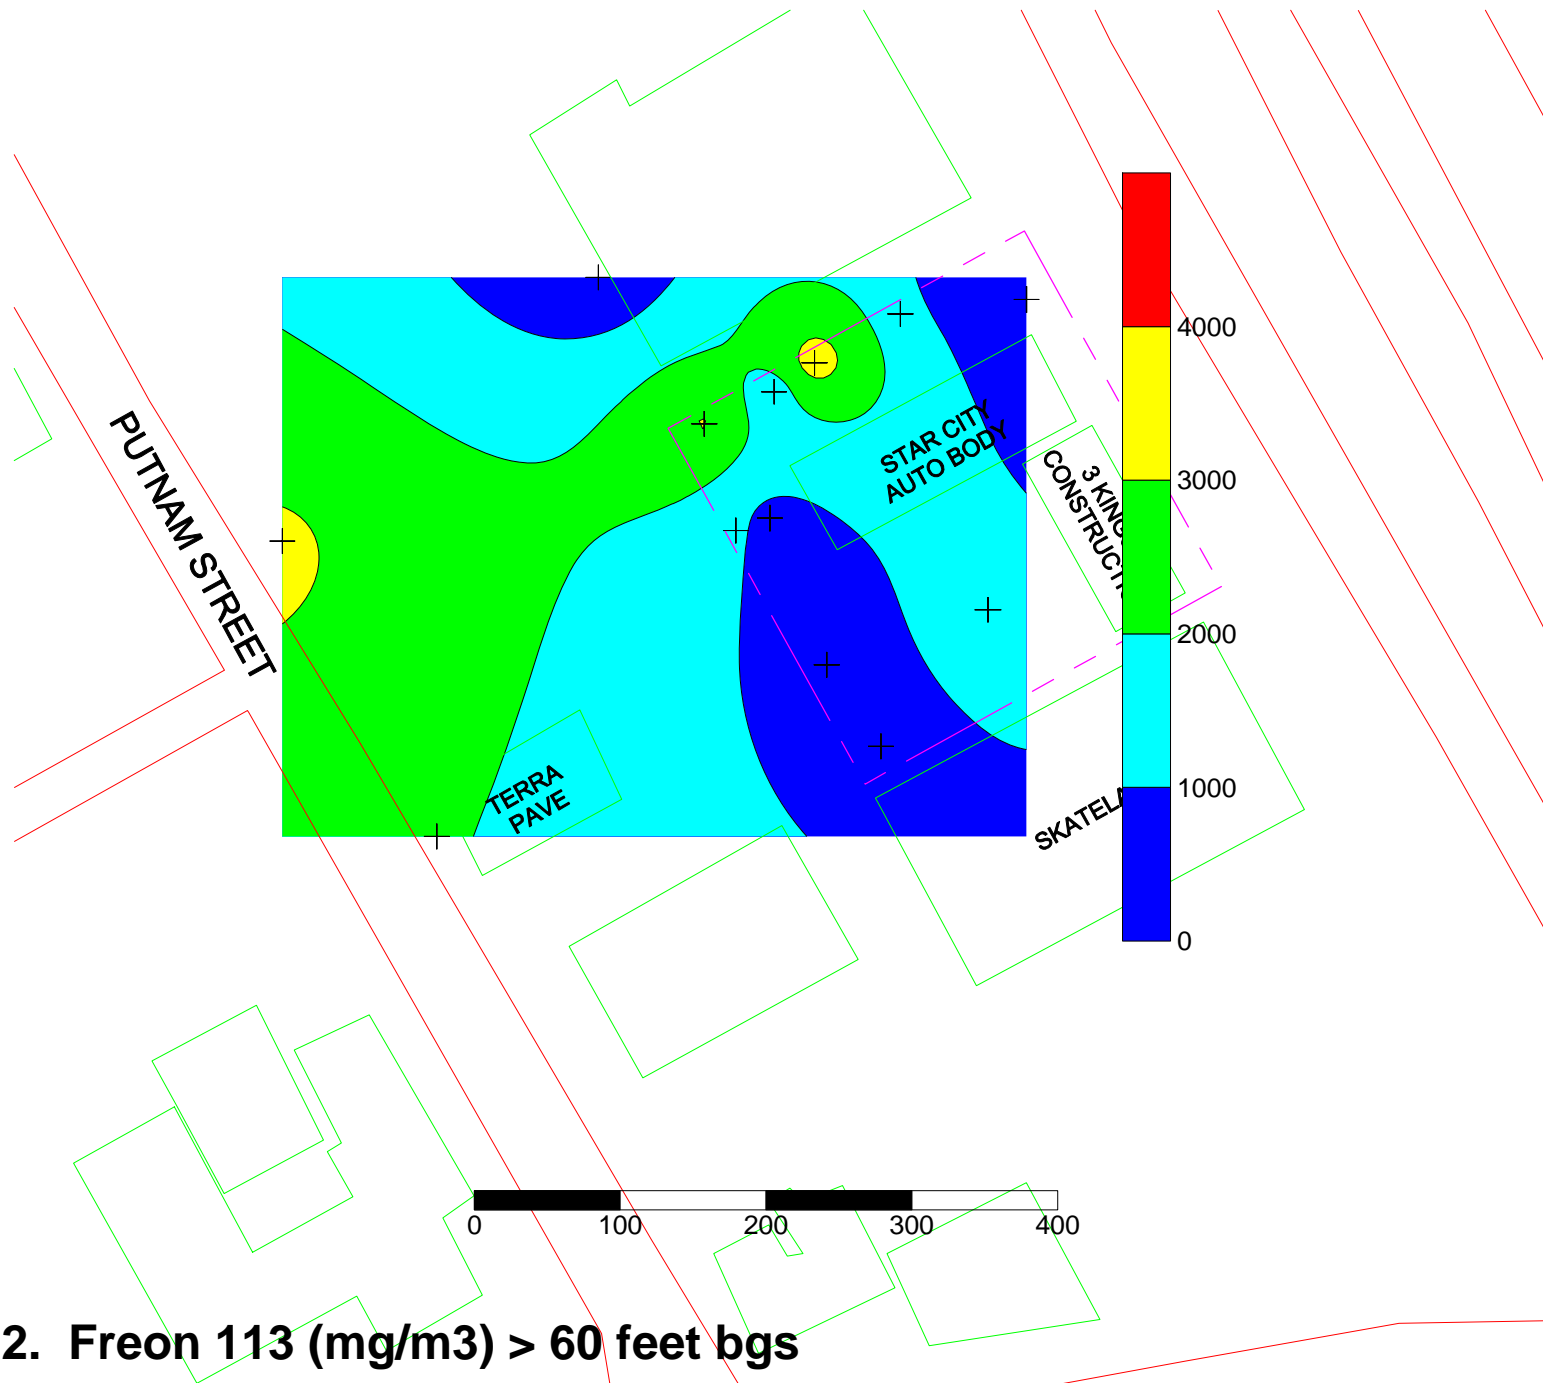 PUTNAM STREET
STAR CITY
AUTO BODY
3 KING
CONSTRUCTI
TERRA
PAVE
SKATELA
4000
3000
2000
1000
0
0 100 200 300 400
2. Freon 113 (mg/m3) > 60 feet bgs